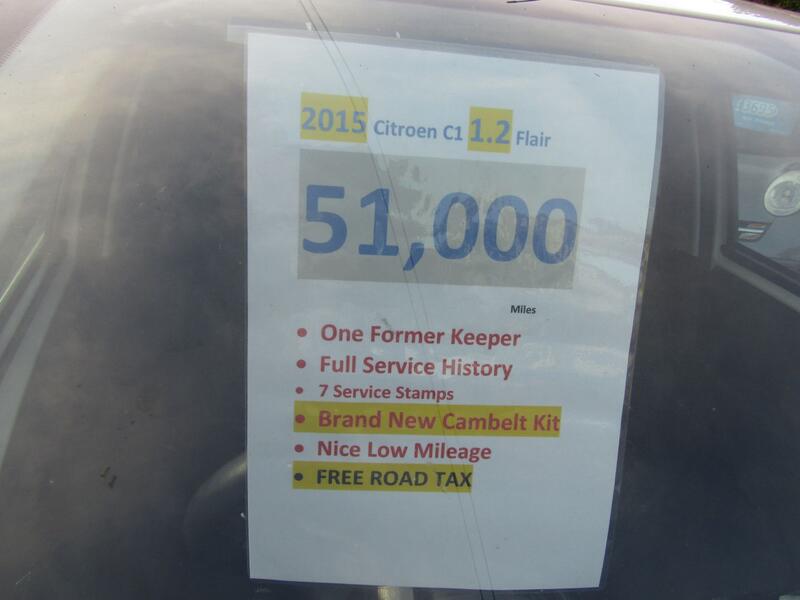 2015 Citroen C1 1.2 Flair
51,000
Miles
• One Former Keeper
• Full Service History
• 7 Service Stamps
• Brand New Cambelt Kit
• Nice Low Mileage
• FREE ROAD TAX